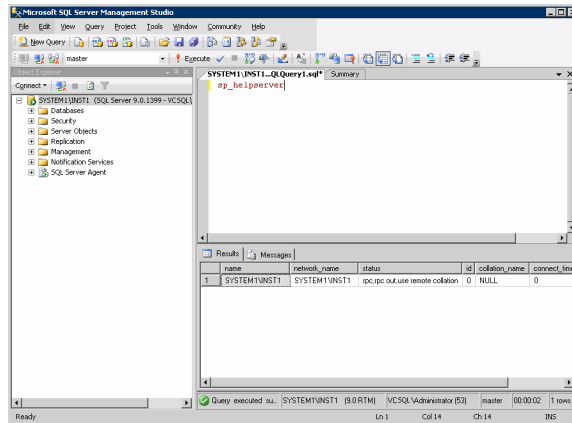 Microsoft SQL Server Management Studio
File Edit View Query Project Tools Window Community Help
New Query
master Execute
Object Explorer
Connect
SYSTEM1\INST1 (SQL Server 9.0.1399 - VCSQL\
Databases
Security
Server Objects
Replication
Management
Notification Services
SQL Server Agent
SYSTEM1\INST1...QLQuery1.sql* Summary
sp_helpserver
Results Messages
name network_name status id collation_name connect_time
1 SYSTEM1\INST1 SYSTEM1\INST1 rpc,rpc out,use remote collation 0 NULL 0
Query executed su... SYSTEM1\INST1 (9.0 RTM) VCSQL\Administrator (53) master 00:00:02 1 rows
Ready Ln 1 Col 14 Ch 14 INS